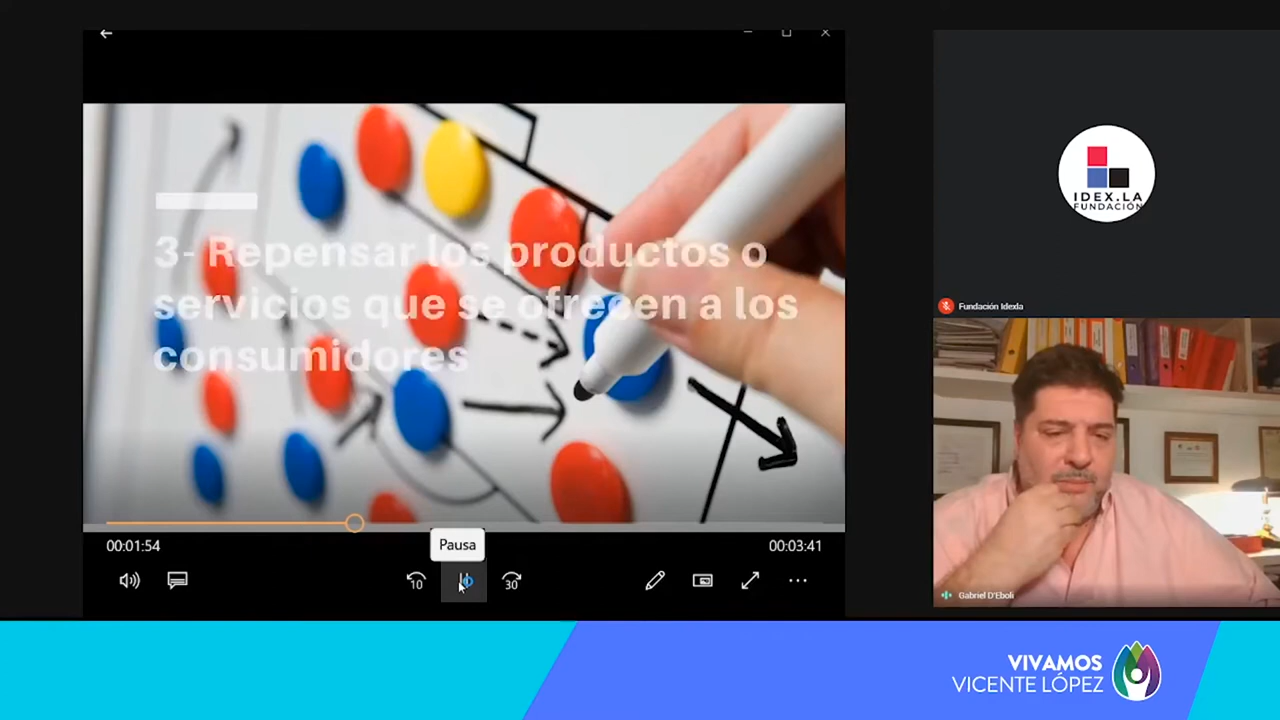 3- Repensar los productos o
servicios que se ofrecen a los
consumidores
00:01:54
Pausa
00:03:41
10
30
IDEX.LA
FUNDACIÓN
Fundación Idexla
Gabriel D'Eboli
VIVAMOS
VICENTE LÓPEZ